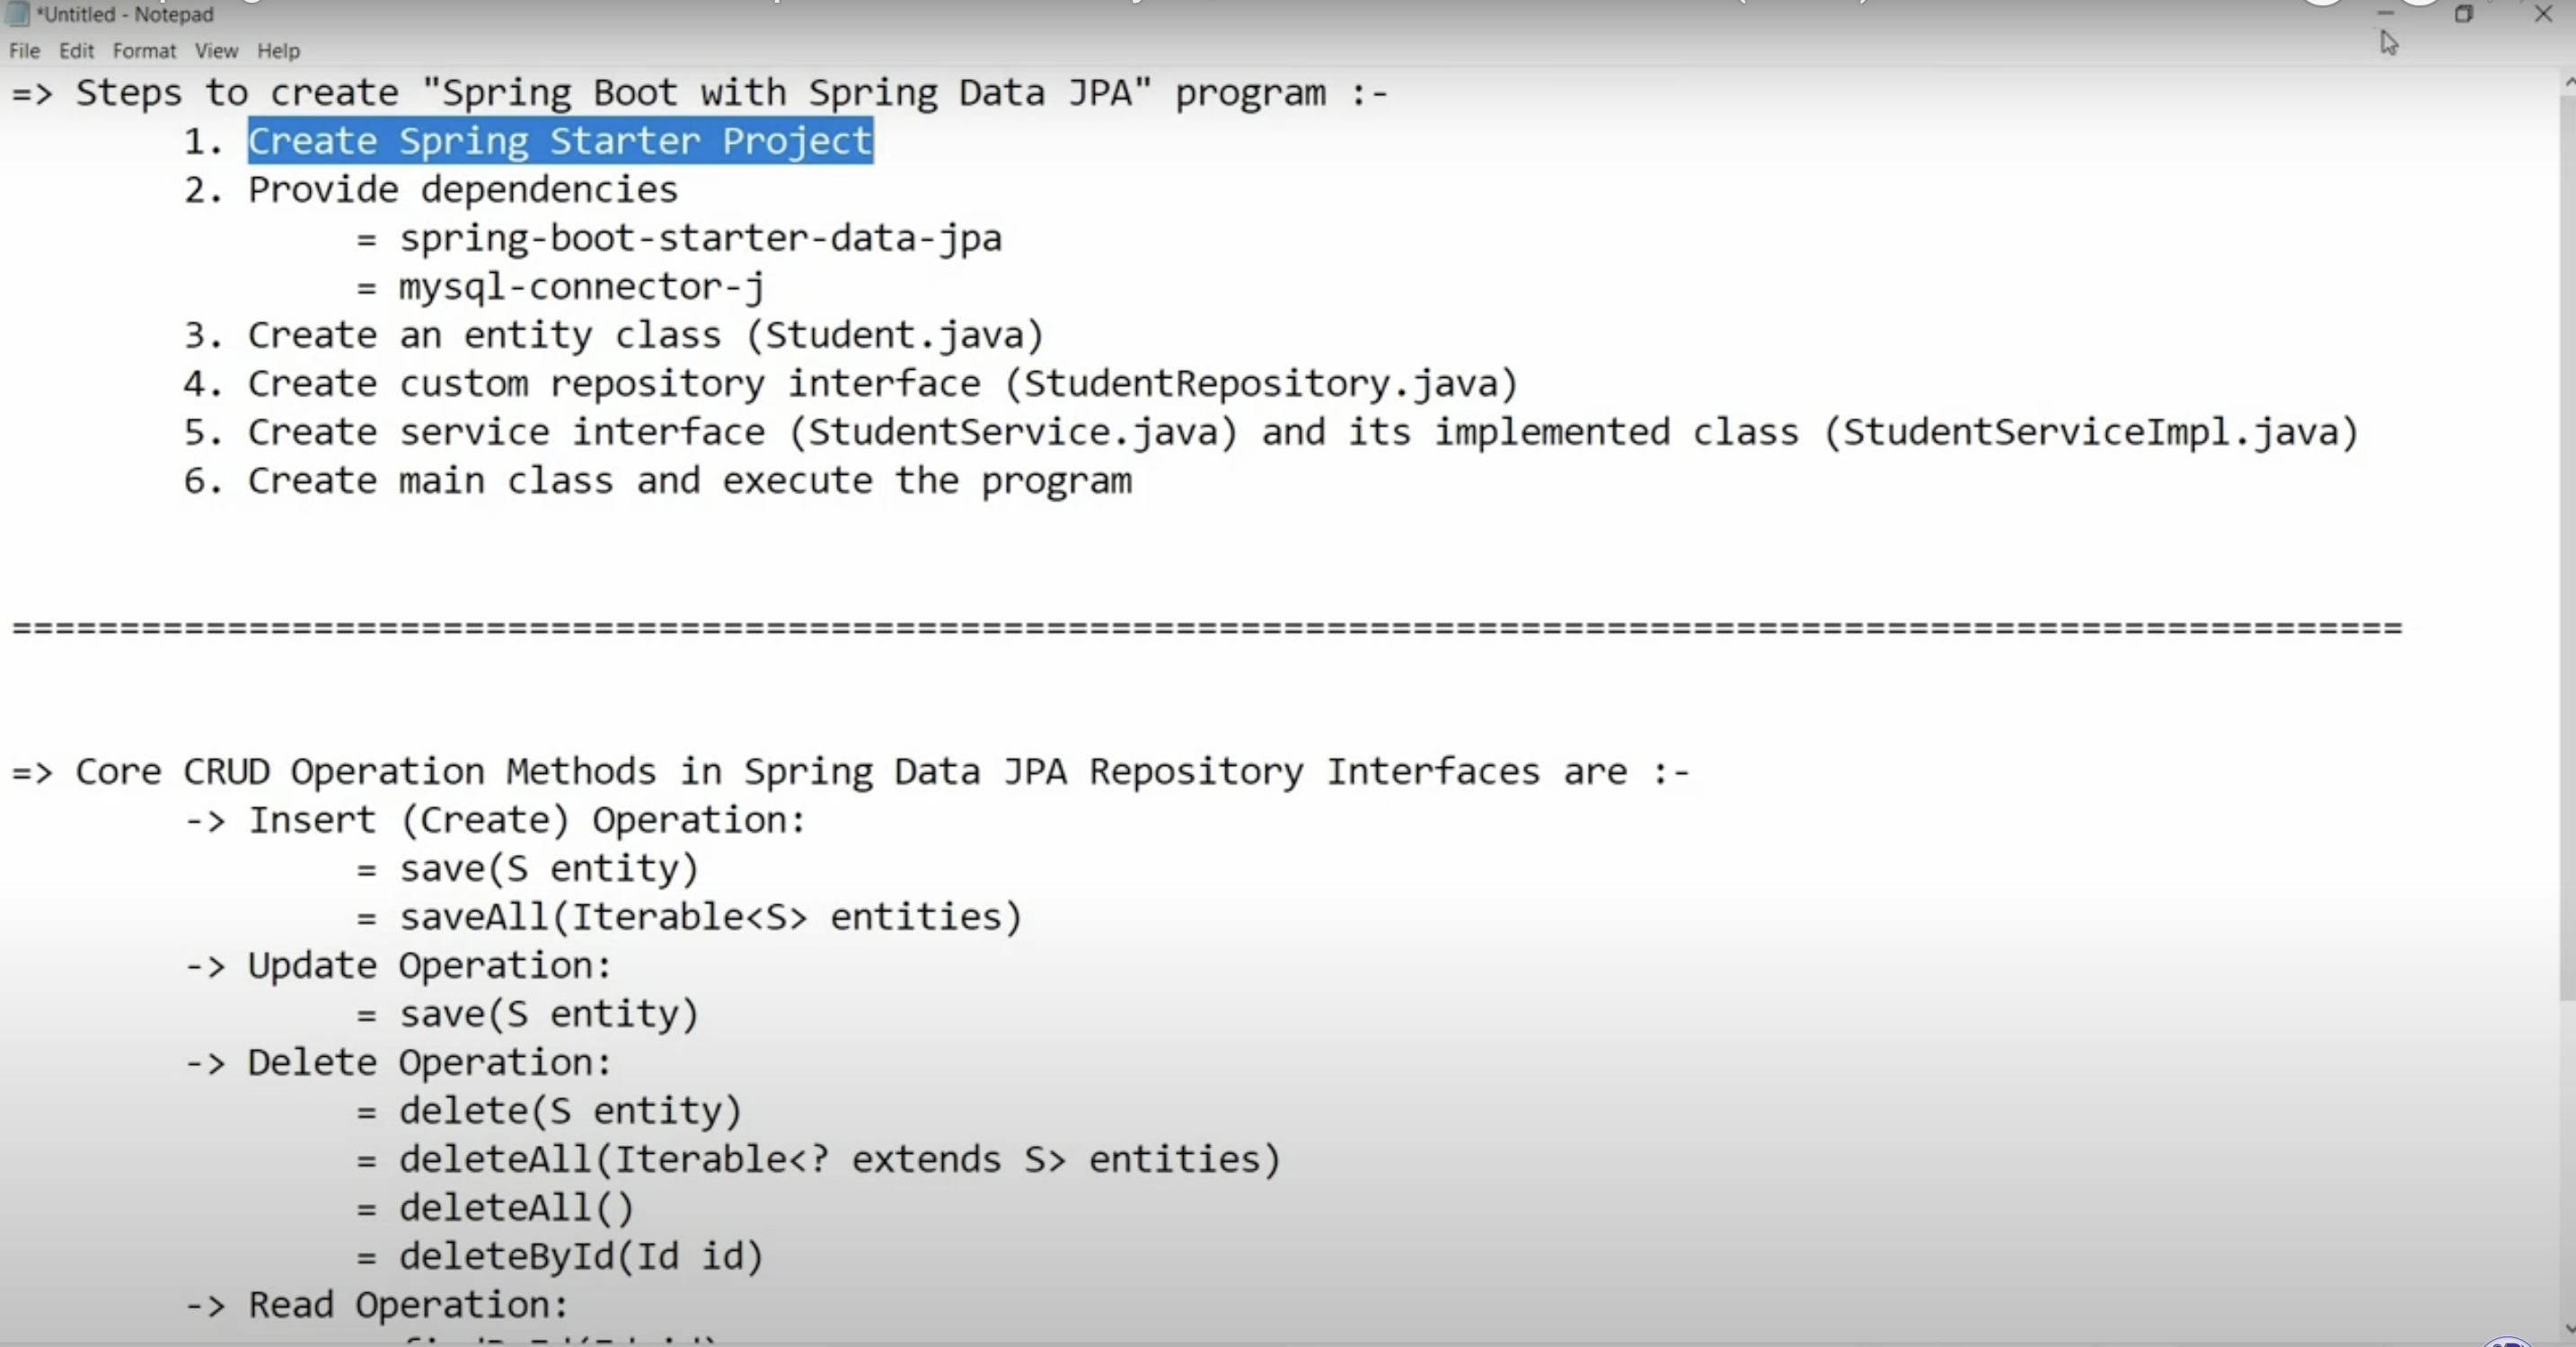 *Untitled - Notepad
File Edit Format View Help
=> Steps to create "Spring Boot with Spring Data JPA" program :-
1. Create Spring Starter Project
2. Provide dependencies
= spring-boot-starter-data-jpa
= mysql-connector-j
3. Create an entity class (Student.java)
4. Create custom repository interface (StudentRepository.java)
5. Create service interface (StudentService.java) and its implemented class (StudentServiceImpl.java)
6. Create main class and execute the program
===============================================================================================================
=> Core CRUD Operation Methods in Spring Data JPA Repository Interfaces are :-
-> Insert (Create) Operation:
= save(S entity)
= saveAll(Iterable<S> entities)
-> Update Operation:
= save(S entity)
-> Delete Operation:
= delete(S entity)
= deleteAll(Iterable<? extends S> entities)
= deleteAll()
= deleteById(Id id)
-> Read Operation: